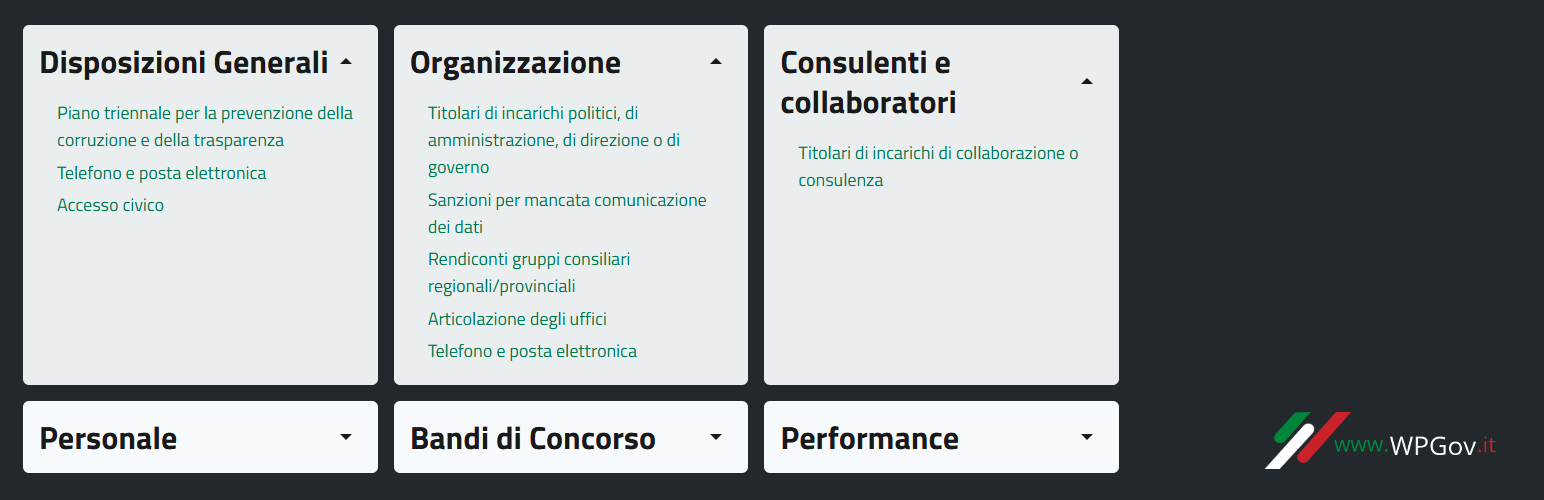 Disposizioni Generali
Piano triennale per la prevenzione della
corruzione e della trasparenza
Telefono e posta elettronica
Accesso civico
Organizzazione
Titolari di incarichi politici, di
amministrazione, di direzione o di
governo
Sanzioni per mancata comunicazione
dei dati
Rendiconti gruppi consiliari
regionali/provinciali
Articolazione degli uffici
Telefono e posta elettronica
Consulenti e
collaboratori
Titolari di incarichi di collaborazione o
consulenza
Personale
Bandi di Concorso
Performance
www.WPGov.it